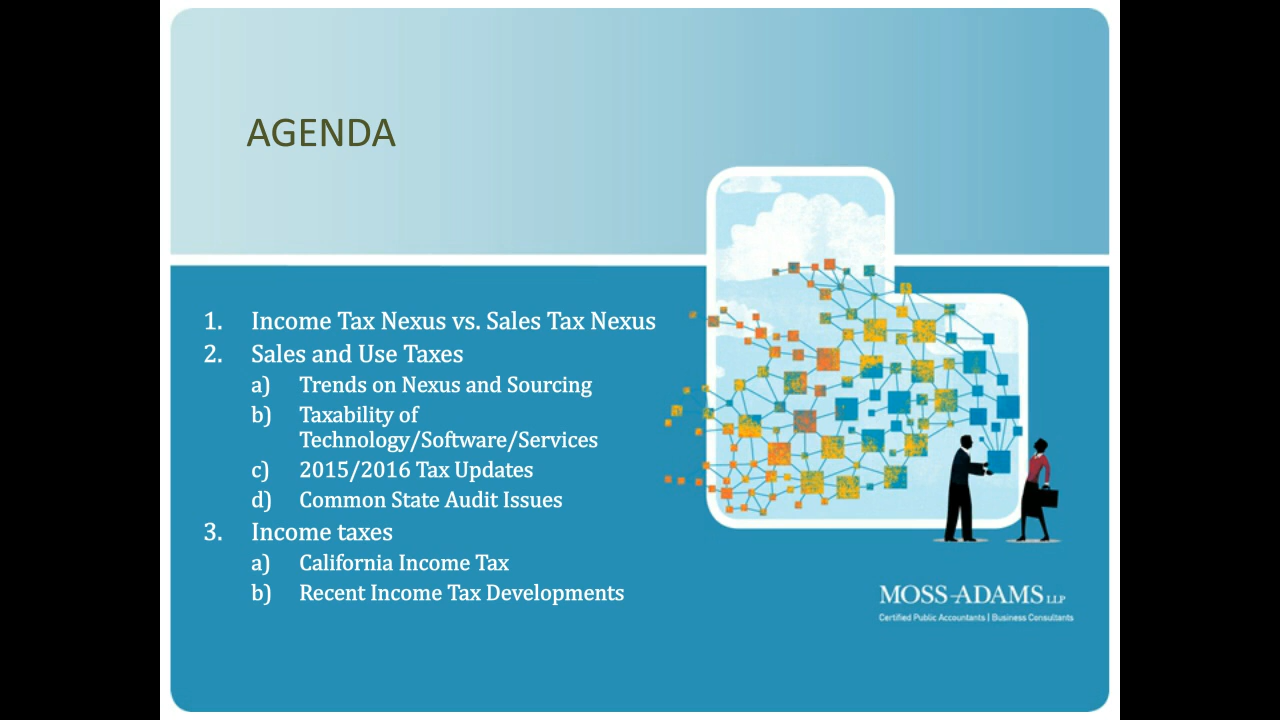 AGENDA
1. Income Tax Nexus vs. Sales Tax Nexus
2. Sales and Use Taxes
a) Trends on Nexus and Sourcing
b) Taxability of
Technology/Software/Services
c) 2015/2016 Tax Updates
d) Common State Audit Issues
3. Income taxes
a) California Income Tax
b) Recent Income Tax Developments
MOSS-ADAMS LLP
Certified Public Accountants | Business Consultants